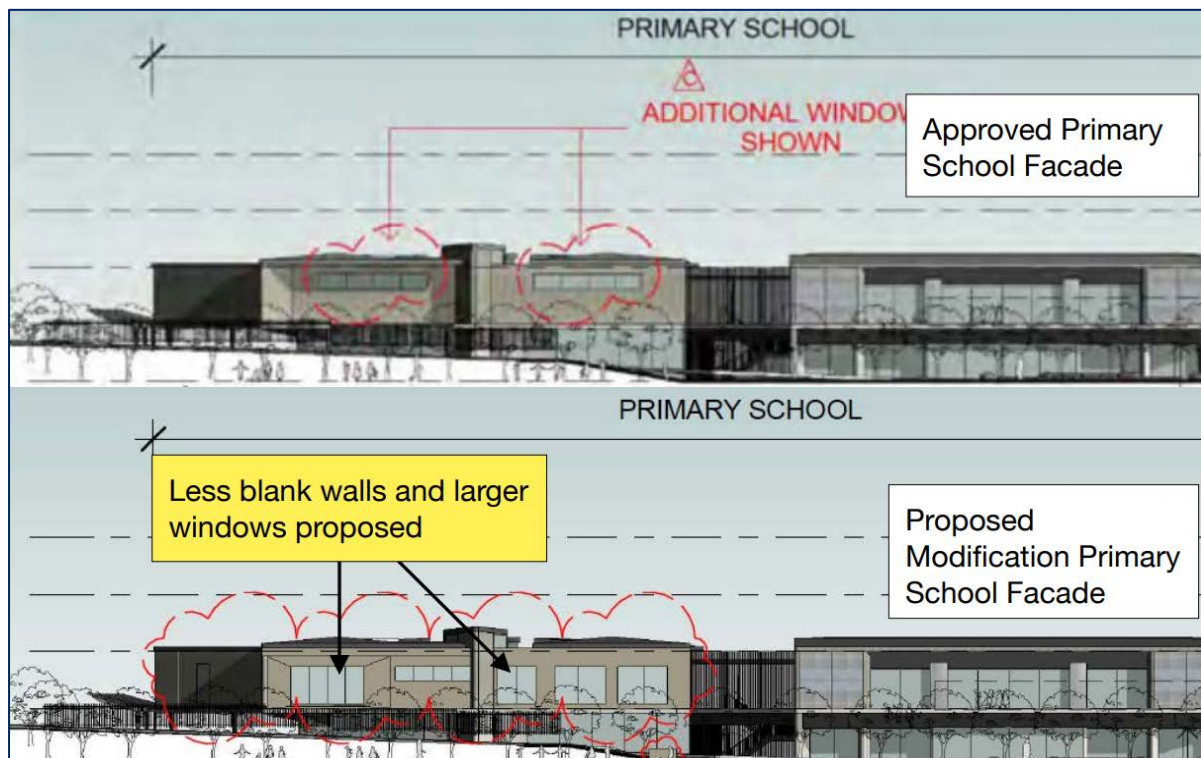 PRIMARY SCHOOL
C
ADDITIONAL WINDOW
SHOWN
Approved Primary
School Facade
PRIMARY SCHOOL
Less blank walls and larger
windows proposed
Proposed
Modification Primary
School Facade